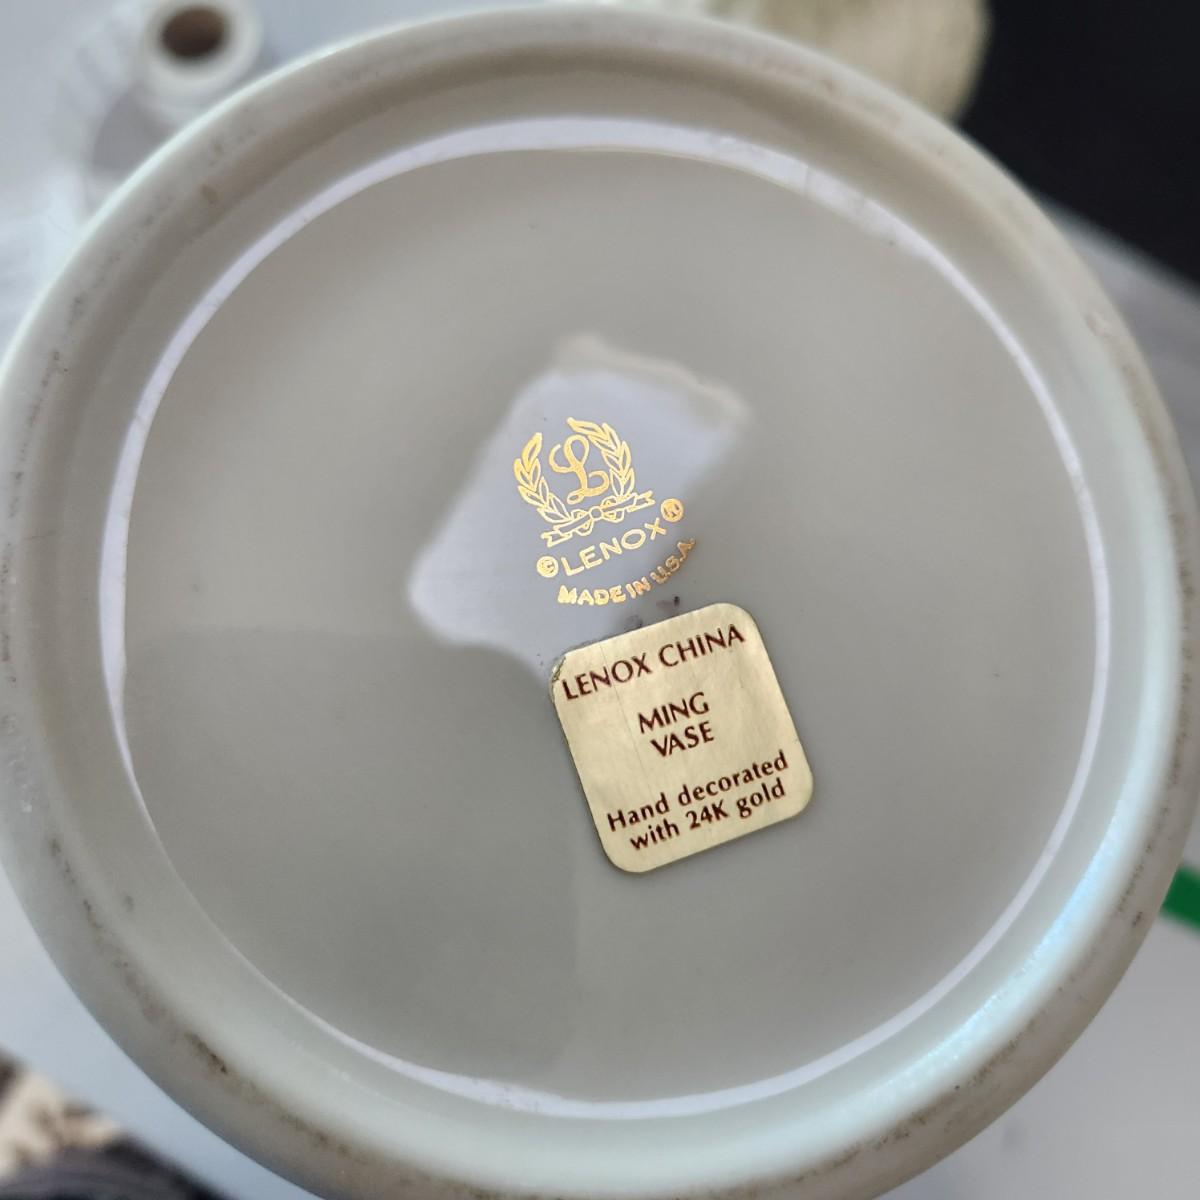 L
©LENOX®
MADE IN U.S.A.
LENOX CHINA
MING
VASE
Hand decorated
with 24K gold